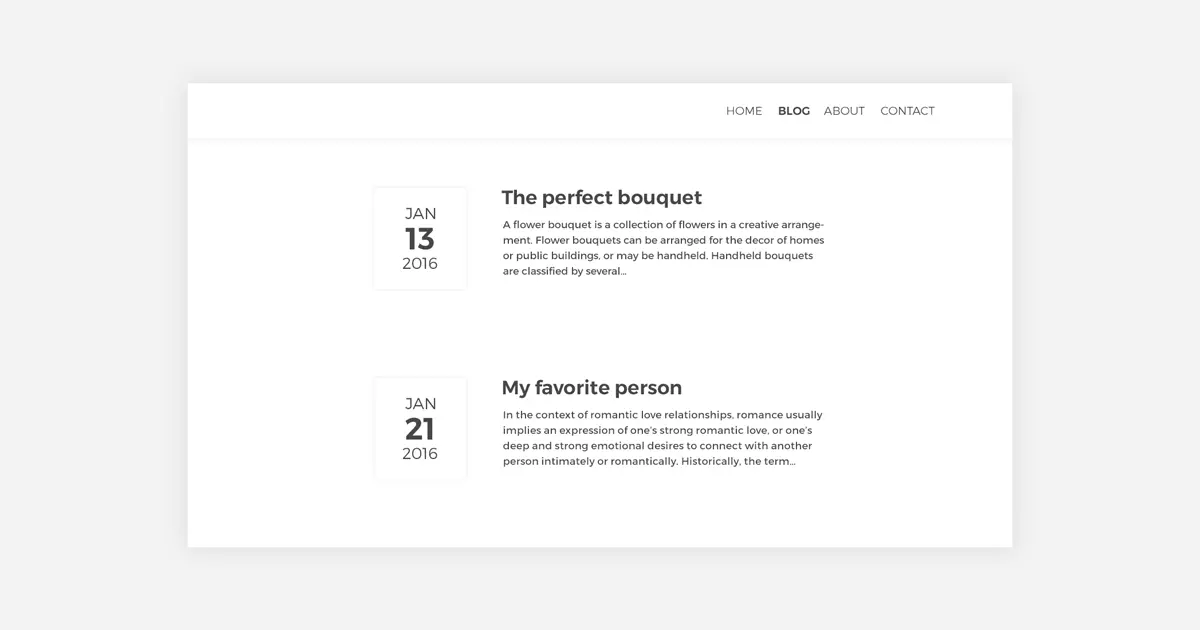 HOME BLOG ABOUT CONTACT
JAN
13
2016
The perfect bouquet
A flower bouquet is a collection of flowers in a creative arrange-
ment. Flower bouquets can be arranged for the decor of homes
or public buildings, or may be handheld. Handheld bouquets
are classified by several...
JAN
21
2016
My favorite person
In the context of romantic love relationships, romance usually
implies an expression of one's strong romantic love, or one's
deep and strong emotional desires to connect with another
person intimately or romantically. Historically, the term...